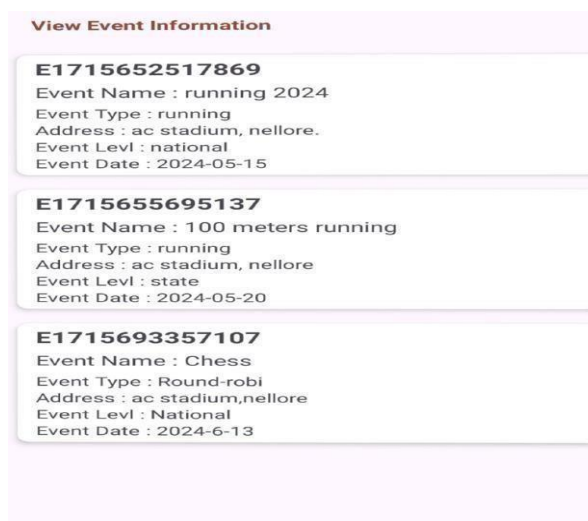 View Event Information
E1715652517869
Event Name : running 2024
Event Type : running
Address : ac stadium, nellore.
Event Levl : national
Event Date : 2024-05-15
E1715655695137
Event Name : 100 meters running
Event Type : running
Address : ac stadium, nellore
Event Levl : state
Event Date : 2024-05-20
E1715693357107
Event Name : Chess
Event Type : Round-robi
Address : ac stadium,nellore
Event Levl : National
Event Date : 2024-6-13